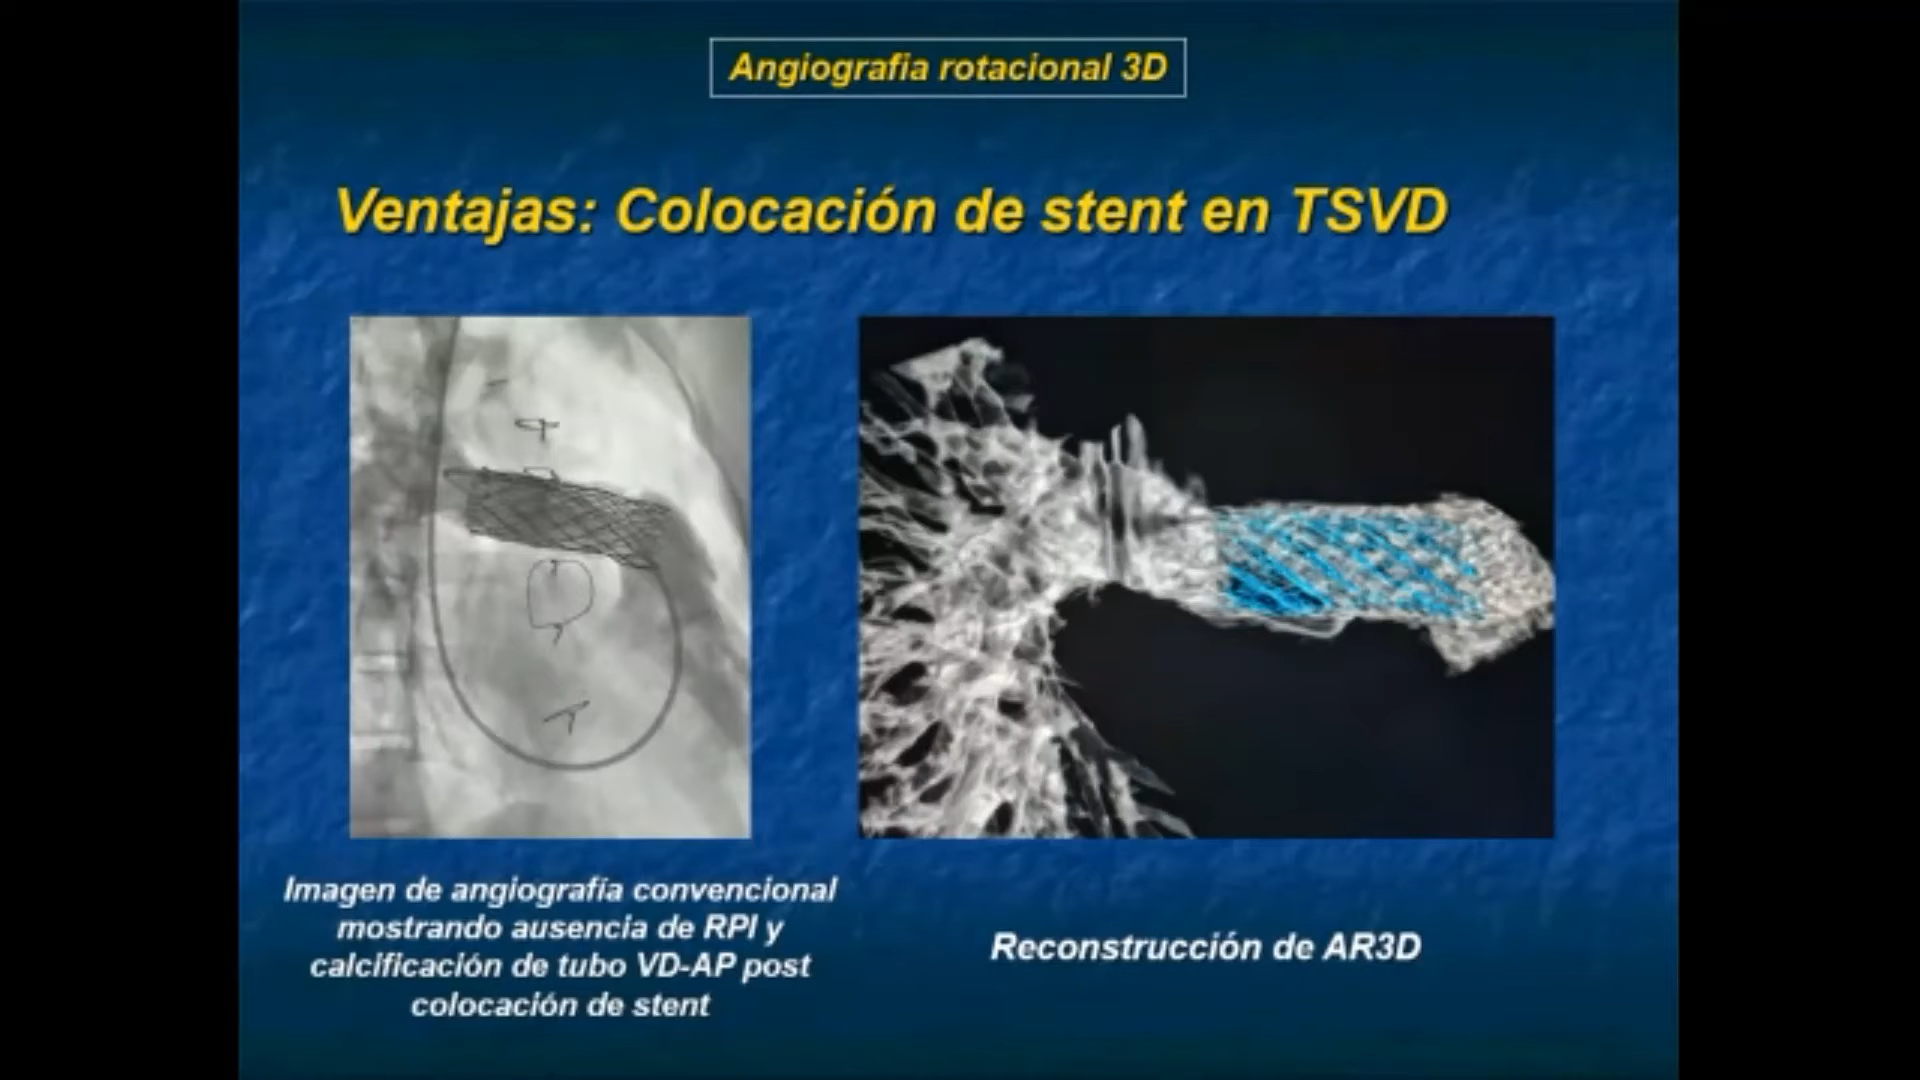 Angiografia rotacional 3D
Ventajas: Colocación de stent en TSVD
Imagen de angiografía convencional
mostrando ausencia de RPI y
calcificación de tubo VD-AP post
colocación de stent
Reconstrucción de AR3D